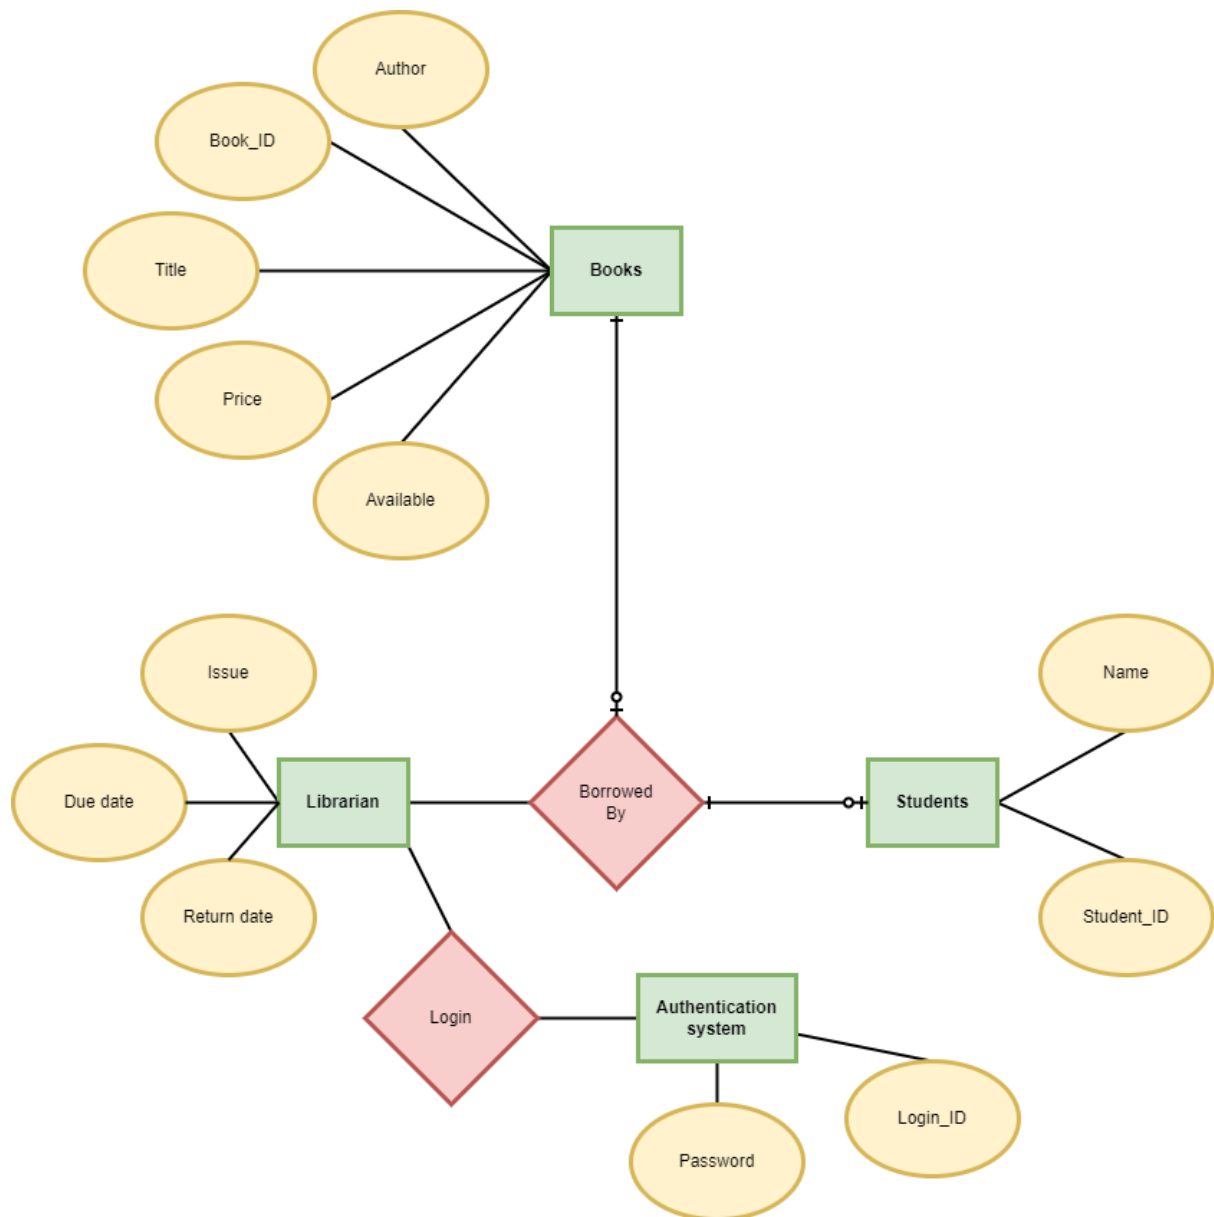 Author
Book_ID
Title
Books
Price
Available
Issue
Name
Due date
Librarian
Borrowed
By
Students
Return date
Student_ID
Login
Authentication
system
Login_ID
Password